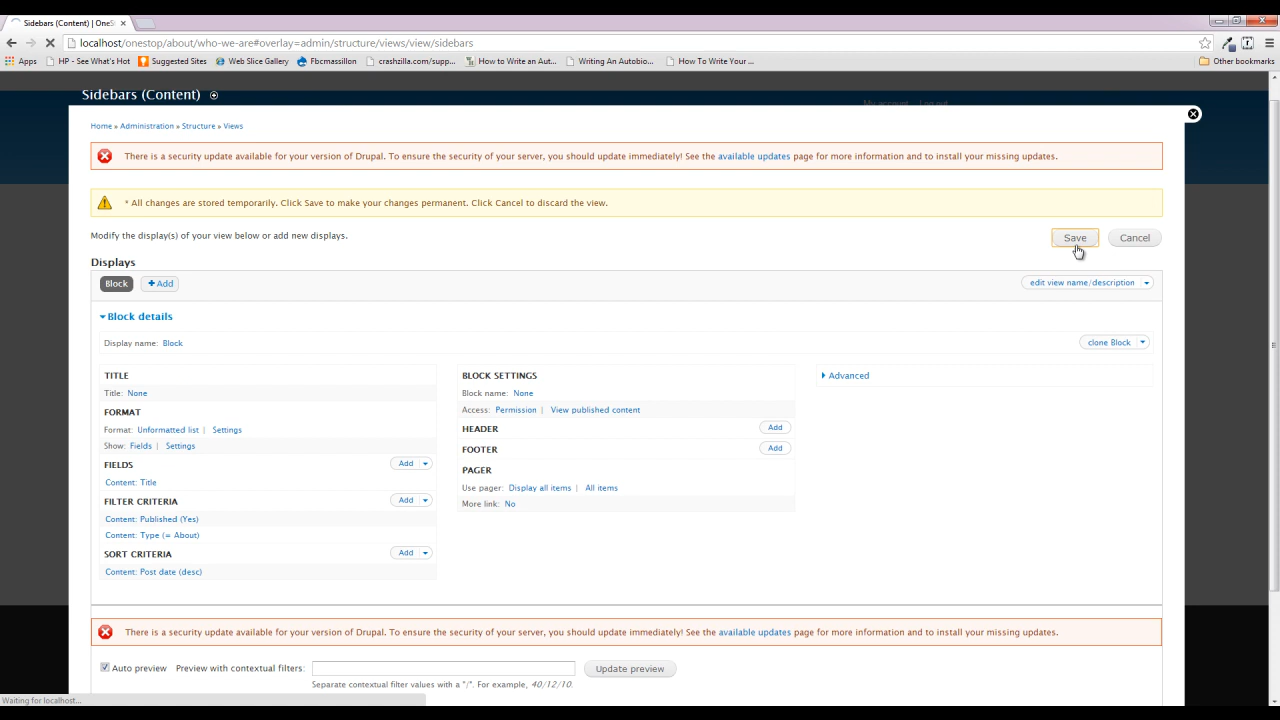 Sidebars (Content) | OneSt
localhost/onestop/about/who-we-are#overlay=admin/structure/views/view/sidebars
Apps HP - See What's Hot Suggested Sites Web Slice Gallery Fbcmassillon crashzilla.com/supp... How to Write an Aut... Writing An Autobio... How To Write Your ... Other bookmarks
Sidebars (Content)
My account Log out
Home » Administration » Structure » Views
There is a security update available for your version of Drupal. To ensure the security of your server, you should update immediately! See the available updates page for more information and to install your missing updates.
* All changes are stored temporarily. Click Save to make your changes permanent. Click Cancel to discard the view.
Modify the display(s) of your view below or add new displays.
Save Cancel
Displays
Block Add edit view name/description
Block details
Display name: Block clone Block
TITLE
Title: None
FORMAT
Format: Unformatted list | Settings
Show: Fields | Settings
FIELDS Add
Content: Title
FILTER CRITERIA Add
Content: Published (Yes)
Content: Type (= About)
SORT CRITERIA Add
Content: Post date (desc)
BLOCK SETTINGS
Block name: None
Access: Permission | View published content
HEADER Add
FOOTER Add
PAGER
Use pager: Display all items | All items
More link: No
Advanced
There is a security update available for your version of Drupal. To ensure the security of your server, you should update immediately! See the available updates page for more information and to install your missing updates.
Auto preview Preview with contextual filters: Update preview
Separate contextual filter values with a "/". For example, 40/12/10.
Waiting for localhost...